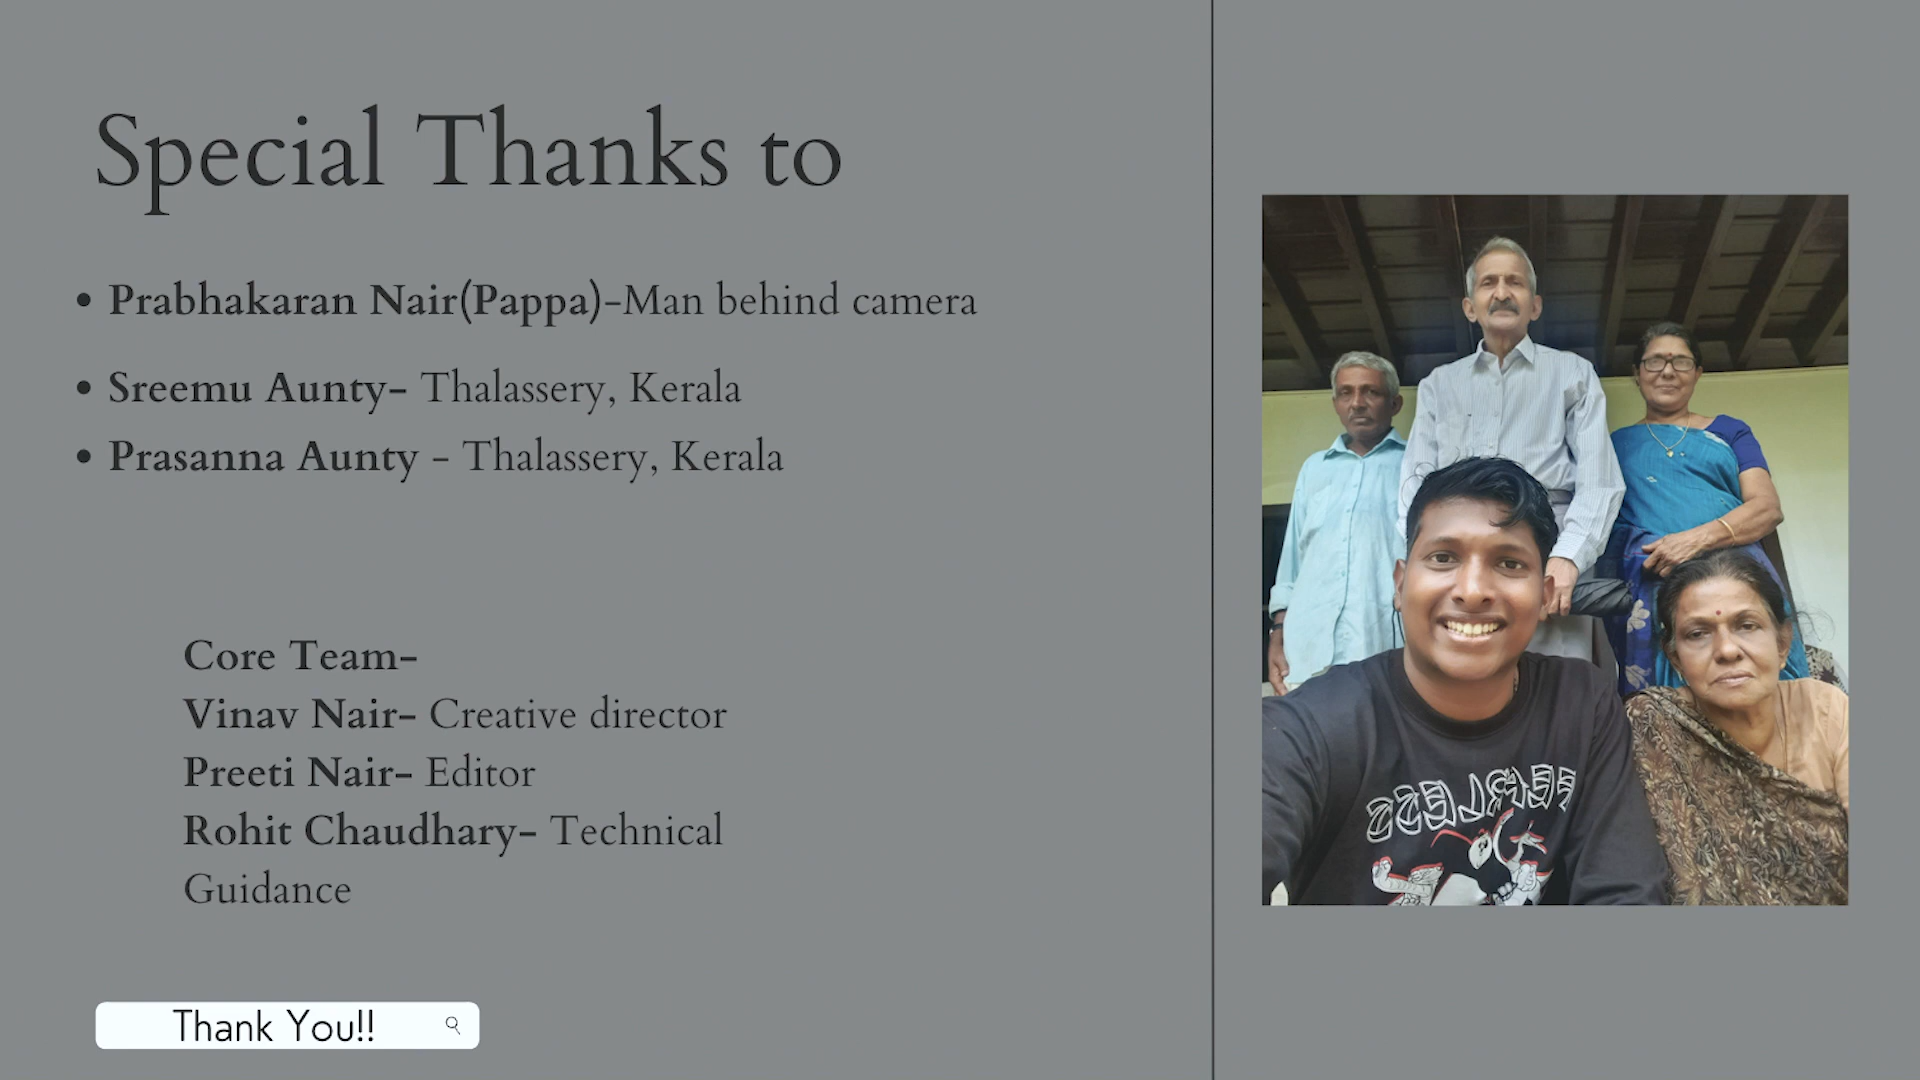 Special Thanks to
• Prabhakaran Nair(Pappa)-Man behind camera
• Sreemu Aunty- Thalassery, Kerala
• Prasanna Aunty - Thalassery, Kerala
Core Team-
Vinav Nair- Creative director
Preeti Nair- Editor
Rohit Chaudhary- Technical
Guidance
Thank You!!